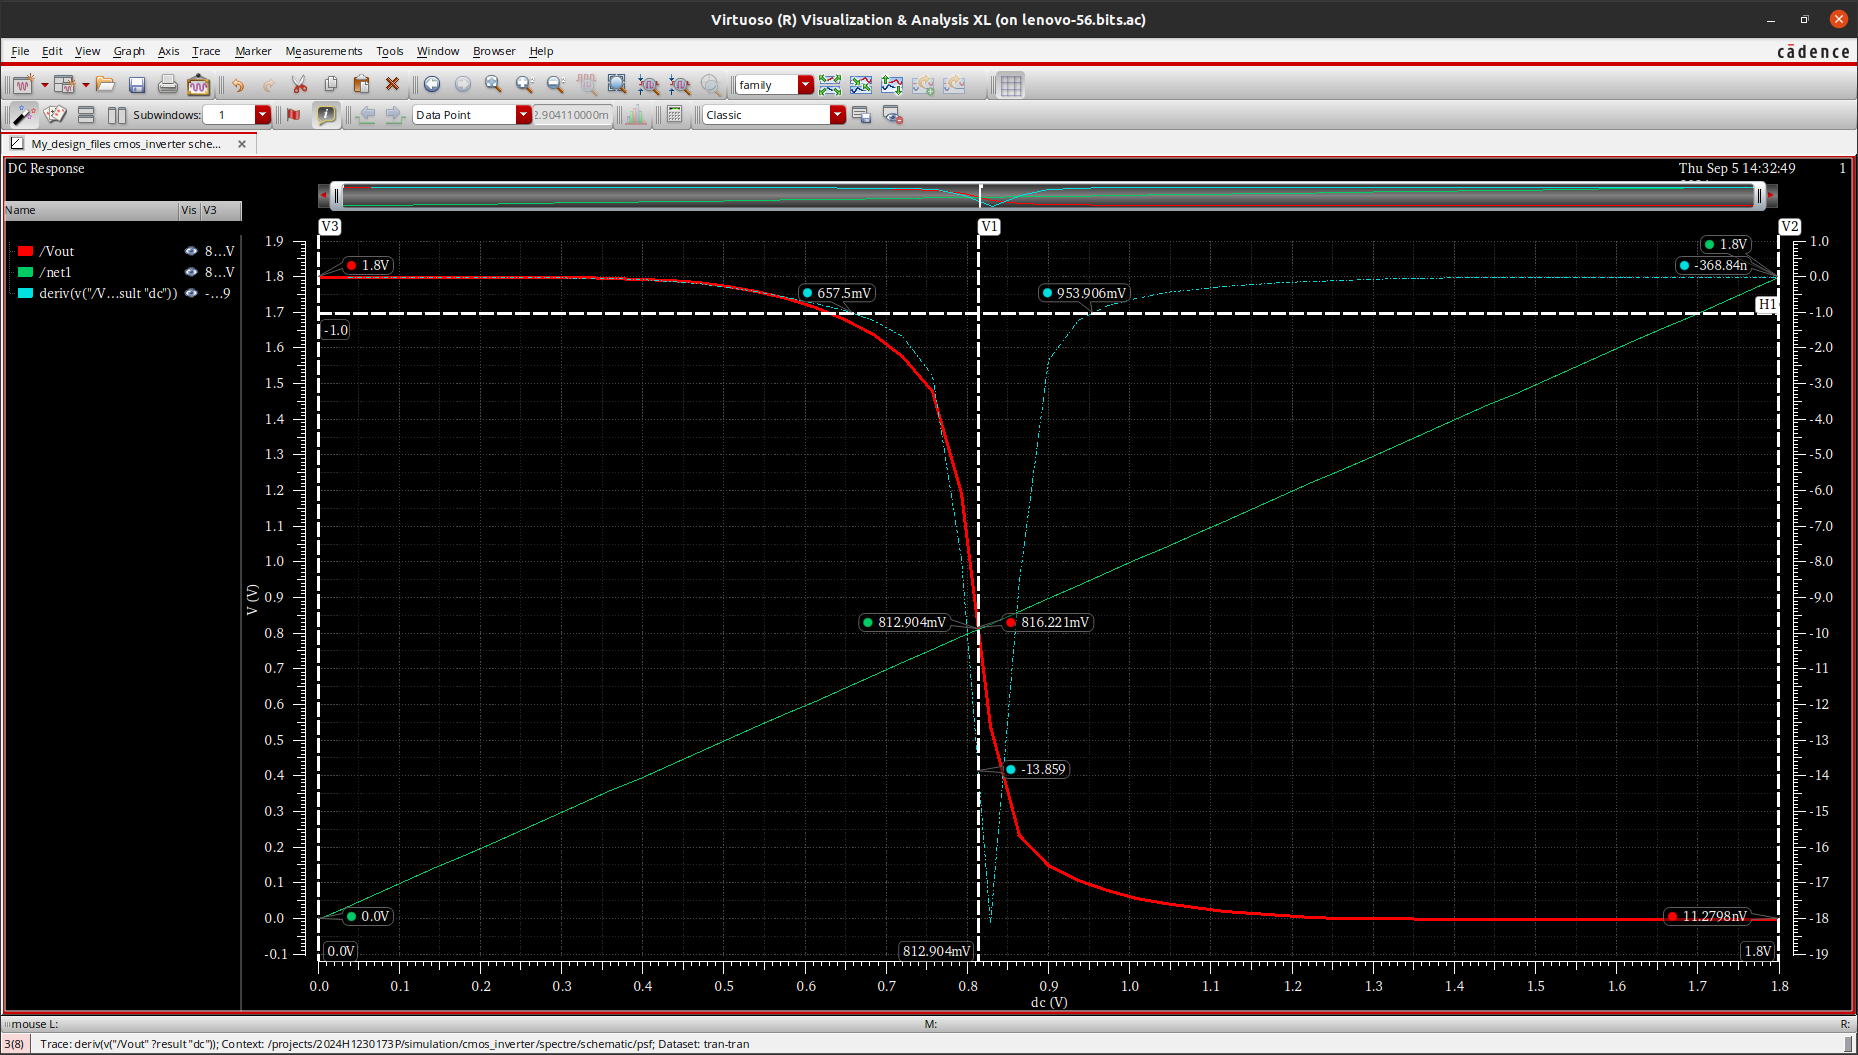 Virtuoso (R) Visualization & Analysis XL (on lenovo-56.bits.ac)
File Edit View Graph Axis Trace Marker Measurements Tools Window Browser Help
cādence
family
Subwindows: 1 Data Point 2.904110000m Classic
My_design_files cmos_inverter sche...
DC Response
Thu Sep 5 14:32:49 1
Name Vis V3
/Vout 8...V
/net1 8...V
deriv(v("/V...sult "dc")) -...9
V3 V1 V2
1.9
1.8
1.7
1.6
1.5
1.4
1.3
1.2
1.1
1.0
0.9
0.8
0.7
0.6
0.5
0.4
0.3
0.2
0.1
0.0
-0.1
V (V)
1.8V
657.5mV
953.906mV
1.8V
-368.84n
H1
-1.0
812.904mV
816.221mV
-13.859
0.0V
11.2798nV
0.0V
812.904mV
1.8V
1.0
0.0
-1.0
-2.0
-3.0
-4.0
-5.0
-6.0
-7.0
-8.0
-9.0
-10
-11
-12
-13
-14
-15
-16
-17
-18
-19
0.0 0.1 0.2 0.3 0.4 0.5 0.6 0.7 0.8 0.9 1.0 1.1 1.2 1.3 1.4 1.5 1.6 1.7 1.8
dc (V)
mouse L: M: R:
3(8) Trace: deriv(v("/Vout" ?result "dc")); Context: /projects/2024H1230173P/simulation/cmos_inverter/spectre/schematic/psf; Dataset: tran-tran